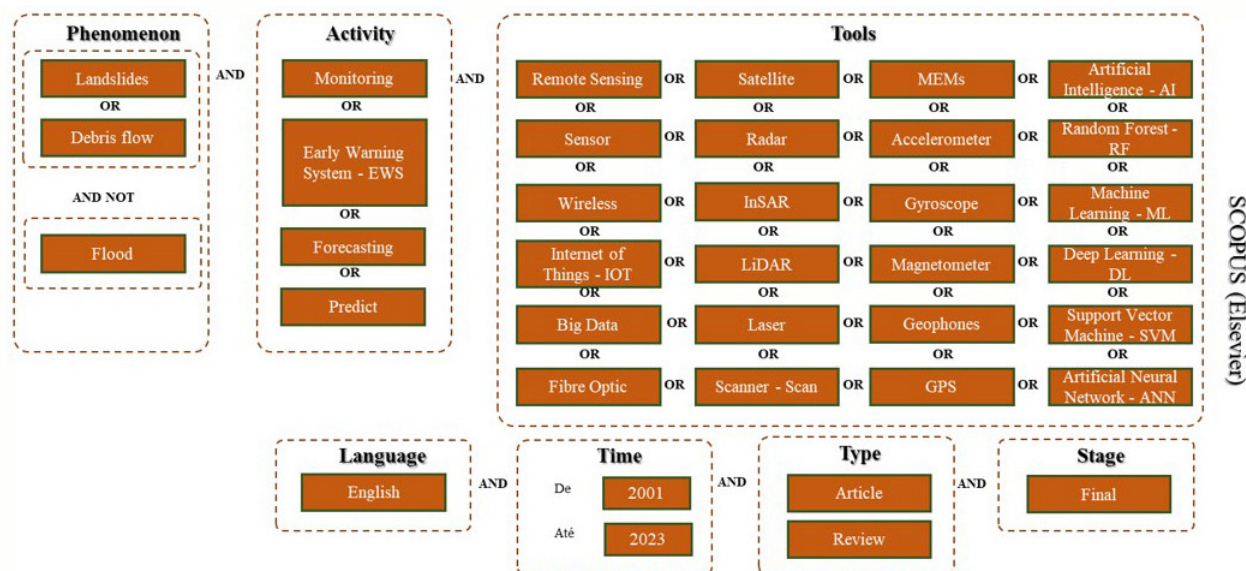 Phenomenon
Landslides
OR
Debris flow
AND NOT
Flood
AND
Activity
Monitoring
OR
Early Warning
System - EWS
OR
Forecasting
OR
Predict
AND
Tools
Remote Sensing OR Satellite OR MEMs OR Artificial
Intelligence - AI
OR OR OR OR
Sensor OR Radar OR Accelerometer OR Random Forest -
RF
OR OR OR OR
Wireless OR InSAR OR Gyroscope OR Machine
Learning - ML
OR OR OR OR
Internet of
Things - IOT OR LiDAR OR Magnetometer OR Deep Learning -
DL
OR OR OR OR
Big Data OR Laser OR Geophones OR Support Vector
Machine - SVM
OR OR OR OR
Fibre Optic OR Scanner - Scan OR GPS OR Artificial Neural
Network - ANN
SCOPUS (Elsevier)
Language
English
AND
Time
De 2001
Até 2023
AND
Type
Article
Review
AND
Stage
Final